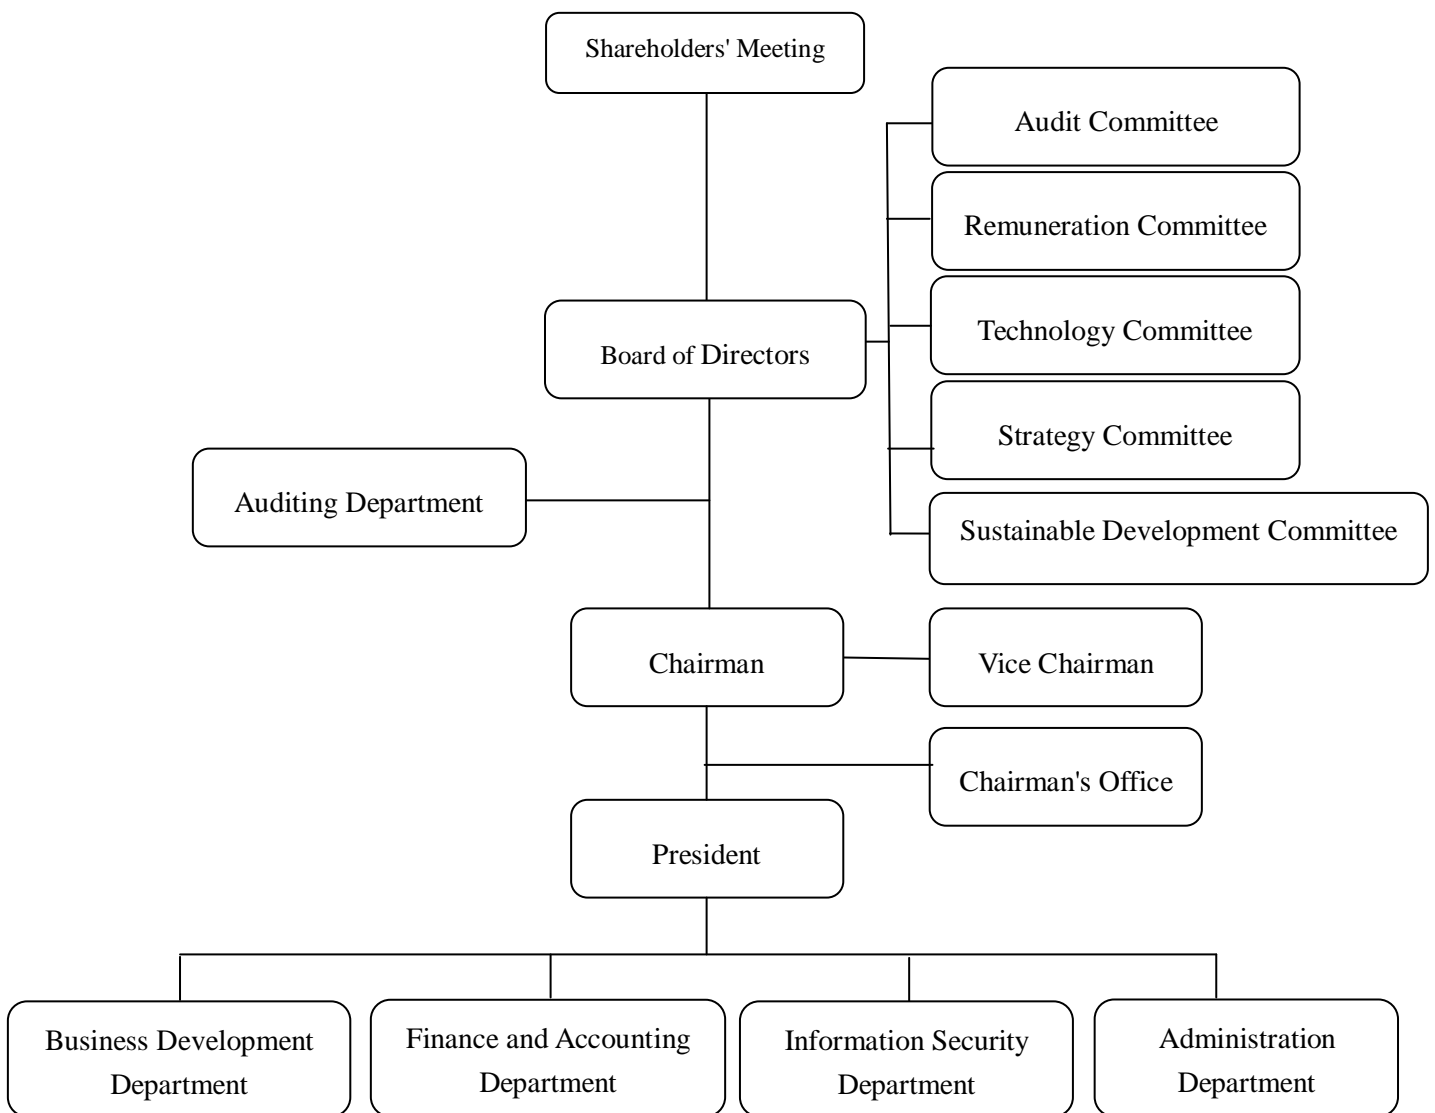 Shareholders' Meeting
Audit Committee
Remuneration Committee
Technology Committee
Board of Directors
Strategy Committee
Auditing Department
Sustainable Development Committee
Chairman
Vice Chairman
Chairman's Office
President
Business Development
Department
Finance and Accounting
Department
Information Security
Department
Administration
Department